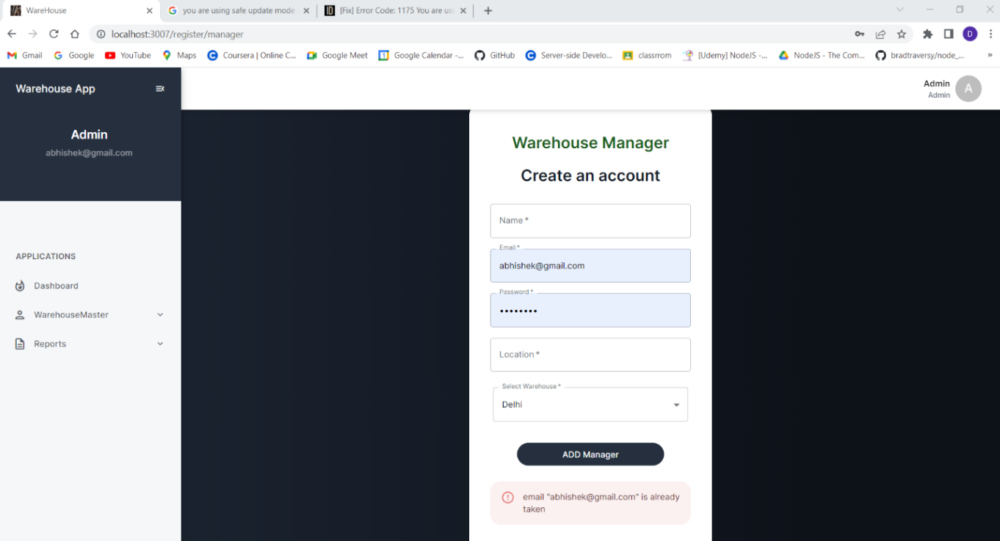 WareHouse
you are using safe update mode
[Fix] Error Code: 1175 You are usi
localhost:3007/register/manager
D
Gmail
Google
YouTube
Maps
Coursera | Online C...
Google Meet
Google Calendar -...
GitHub
Server-side Develo...
classrrom
[Udemy] NodeJS -...
NodeJS - The Com...
bradtraversy/node_...
»
Warehouse App
Admin
Admin
A
Admin
abhishek@gmail.com
APPLICATIONS
Dashboard
WarehouseMaster
Reports
Warehouse Manager
Create an account
Name *
Email *
abhishek@gmail.com
Password *
••••••••
Location *
Select Warehouse *
Delhi
ADD Manager
email "abhishek@gmail.com" is already
taken